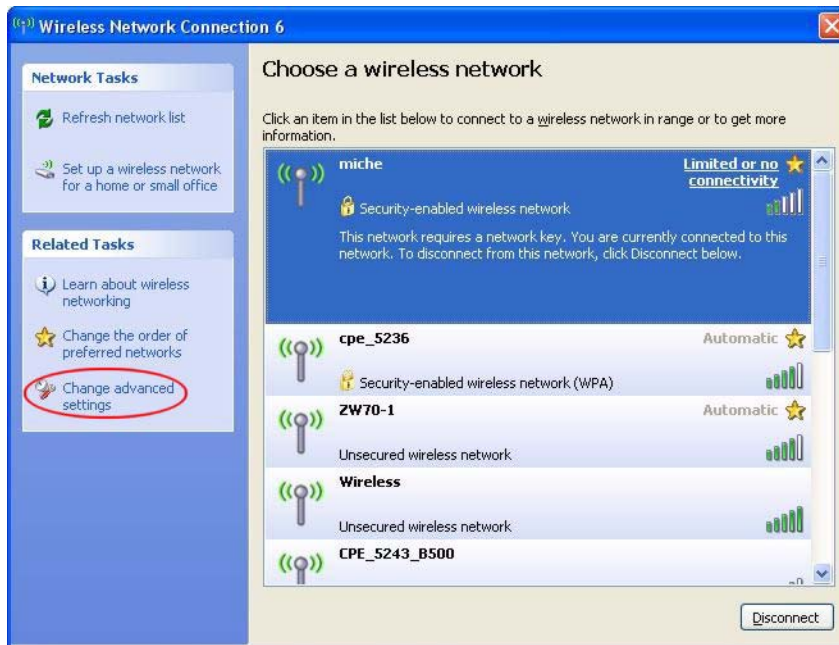 Wireless Network Connection 6
Network Tasks
Refresh network list
Set up a wireless network
for a home or small office
Related Tasks
Learn about wireless
networking
Change the order of
preferred networks
Change advanced
settings
Choose a wireless network
Click an item in the list below to connect to a wireless network in range or to get more
information.
miche
Limited or no
connectivity
Security-enabled wireless network
This network requires a network key. You are currently connected to this
network. To disconnect from this network, click Disconnect below.
cpe_5236
Automatic
Security-enabled wireless network (WPA)
ZW70-1
Automatic
Unsecured wireless network
Wireless
Unsecured wireless network
CPE_5243_B500
Disconnect